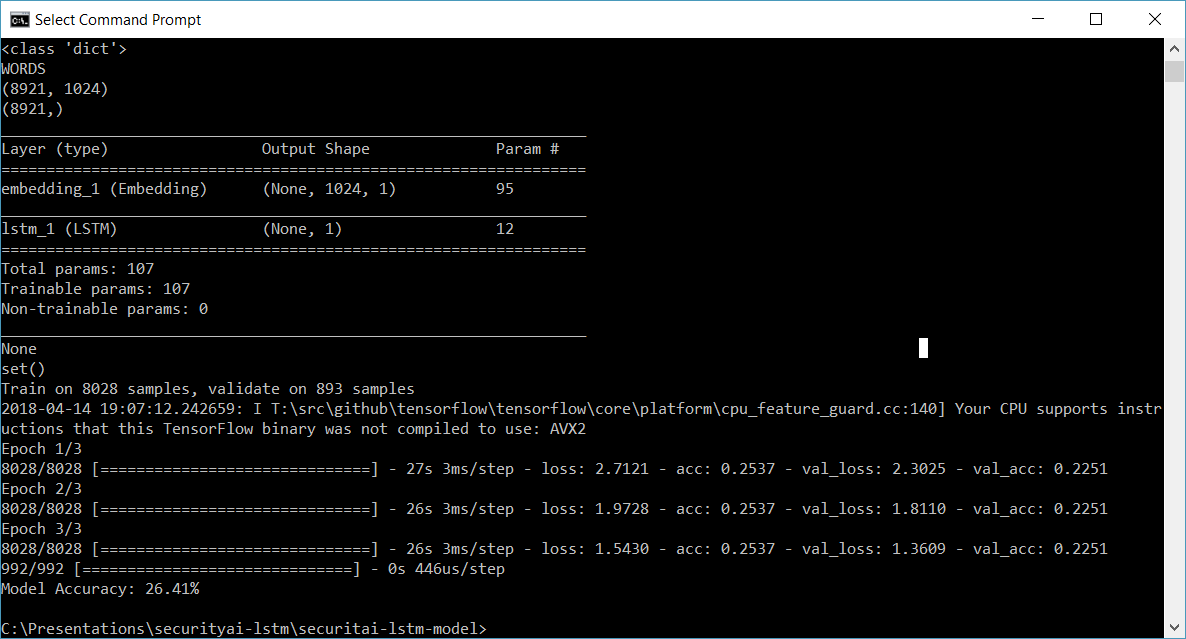 Select Command Prompt
<class 'dict'>
WORDS
(8921, 1024)
(8921,)
_________________________________________________________________
Layer (type)                 Output Shape              Param #
=================================================================
embedding_1 (Embedding)      (None, 1024, 1)           95
_________________________________________________________________
lstm_1 (LSTM)                (None, 1)                 12
=================================================================
Total params: 107
Trainable params: 107
Non-trainable params: 0
_________________________________________________________________
None
set()
Train on 8028 samples, validate on 893 samples
2018-04-14 19:07:12.242659: I T:\src\github\tensorflow\tensorflow\core\platform\cpu_feature_guard.cc:140] Your CPU supports instr
uctions that this TensorFlow binary was not compiled to use: AVX2
Epoch 1/3
8028/8028 [==============================] - 27s 3ms/step - loss: 2.7121 - acc: 0.2537 - val_loss: 2.3025 - val_acc: 0.2251
Epoch 2/3
8028/8028 [==============================] - 26s 3ms/step - loss: 1.9728 - acc: 0.2537 - val_loss: 1.8110 - val_acc: 0.2251
Epoch 3/3
8028/8028 [==============================] - 26s 3ms/step - loss: 1.5430 - acc: 0.2537 - val_loss: 1.3609 - val_acc: 0.2251
992/992 [==============================] - 0s 446us/step
Model Accuracy: 26.41%
C:\Presentations\securityai-lstm\securitai-lstm-model>